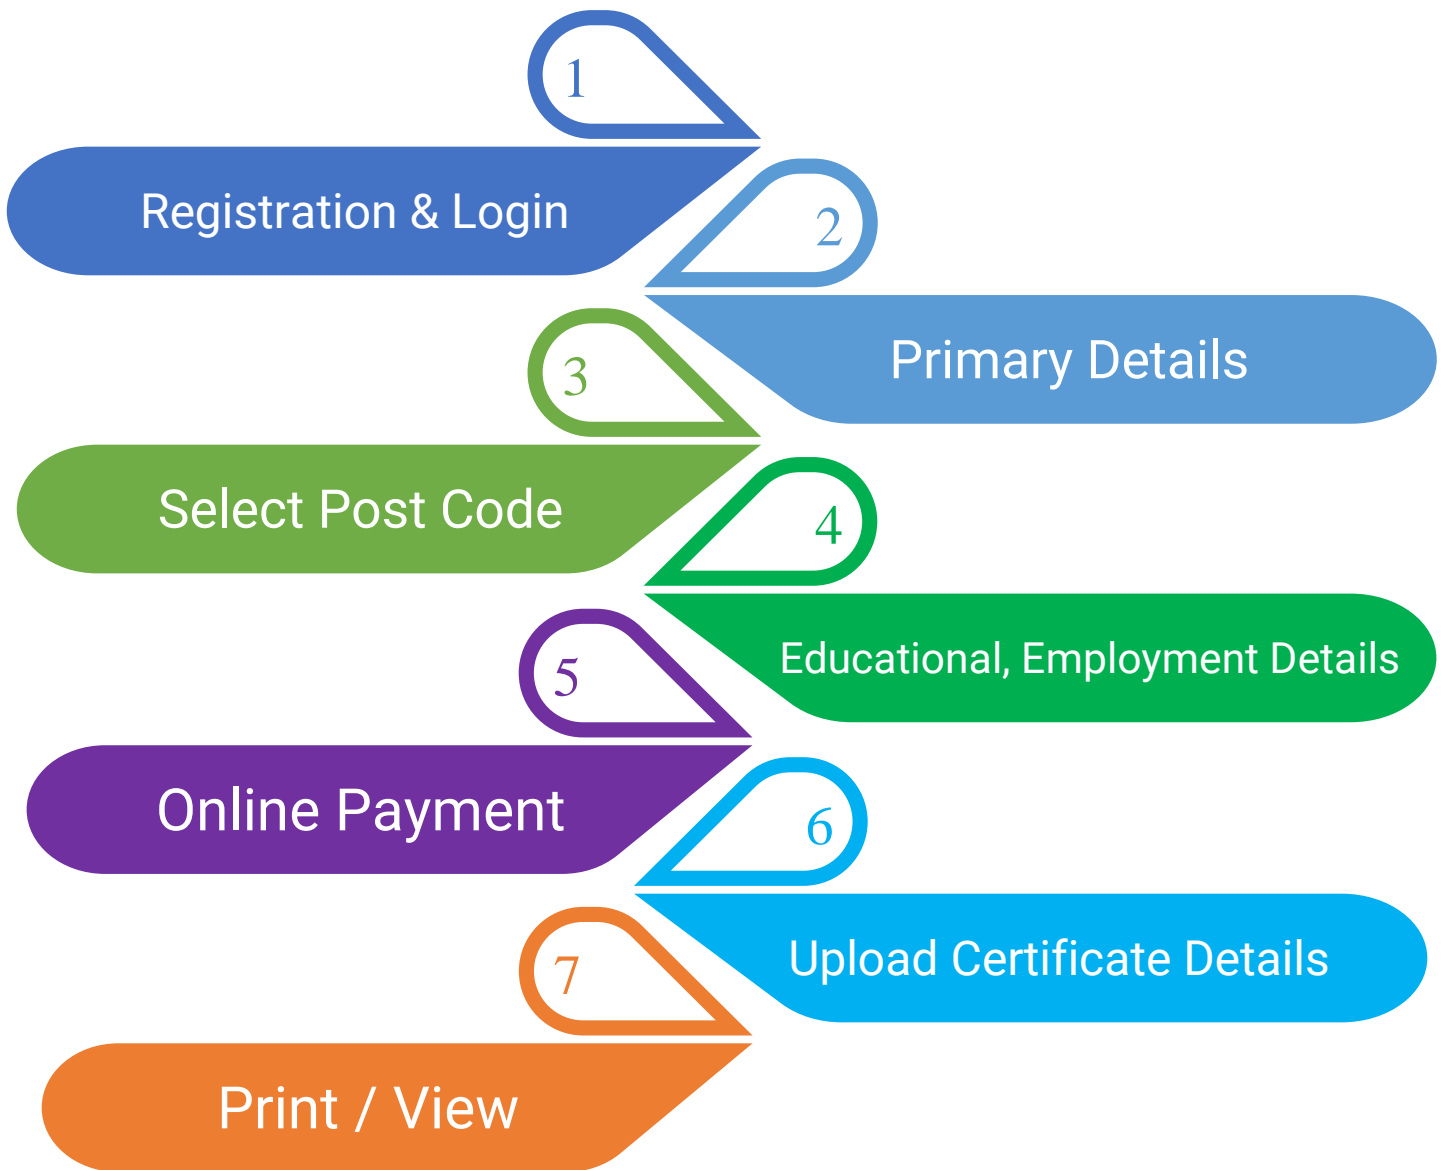 1
Registration & Login
2
Primary Details
3
Select Post Code
4
Educational, Employment Details
5
Online Payment
6
Upload Certificate Details
7
Print / View